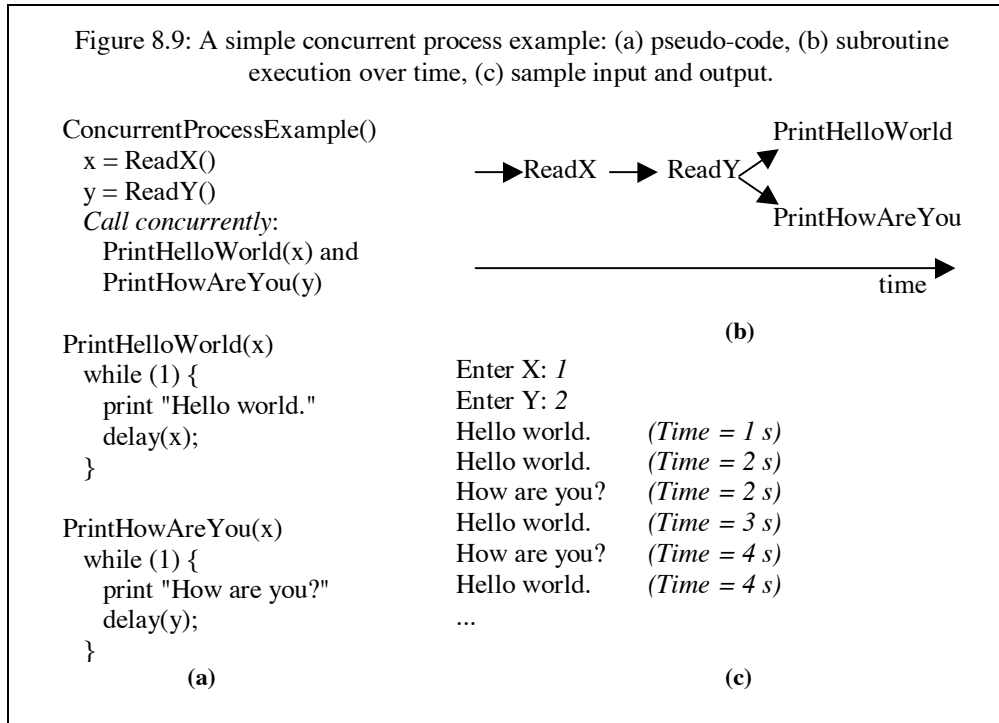 Figure 8.9: A simple concurrent process example: (a) pseudo-code, (b) subroutine
execution over time, (c) sample input and output.
ConcurrentProcessExample()
x = ReadX()
y = ReadY()
Call concurrently:
PrintHelloWorld(x) and
PrintHowAreYou(y)
PrintHelloWorld(x)
while (1) {
print "Hello world."
delay(x);
}
PrintHowAreYou(x)
while (1) {
print "How are you?"
delay(y);
}
(a)
PrintHelloWorld
ReadX ReadY
PrintHowAreYou
time
(b)
Enter X: 1
Enter Y: 2
Hello world. (Time = 1 s)
Hello world. (Time = 2 s)
How are you? (Time = 2 s)
Hello world. (Time = 3 s)
How are you? (Time = 4 s)
Hello world. (Time = 4 s)
...
(c)